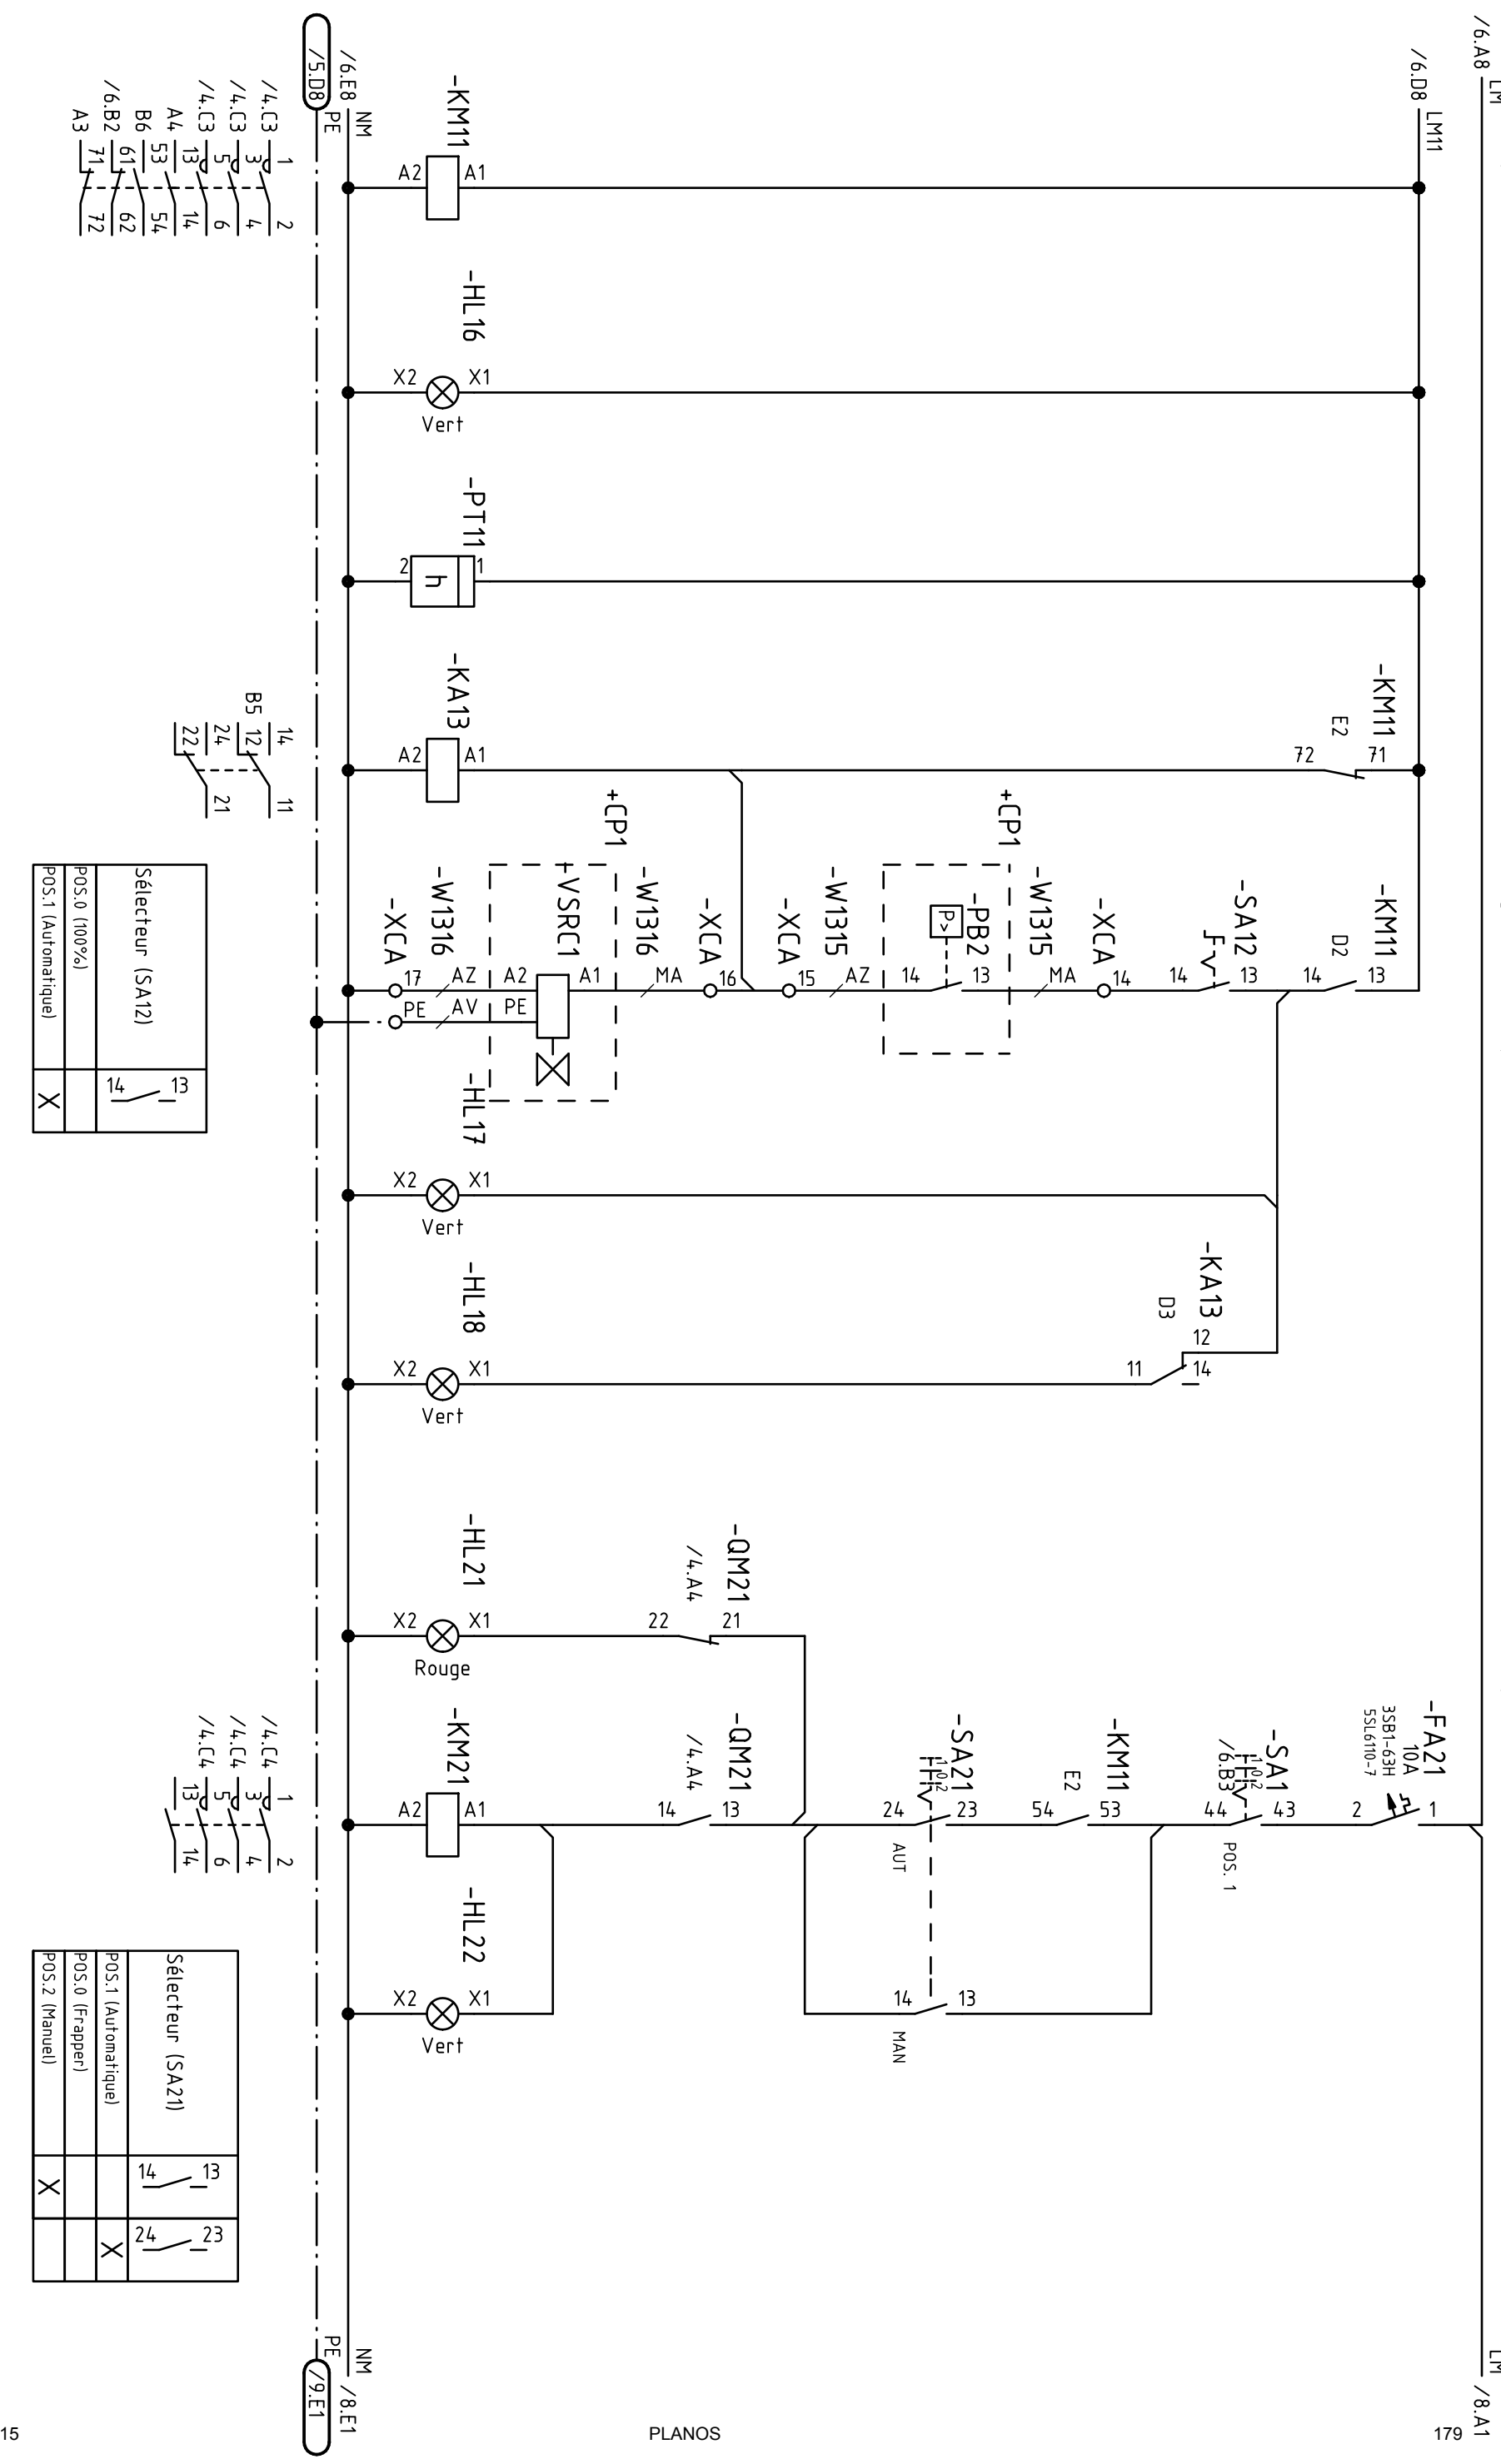 /6.A8
LM
/6.D8
LM11
/6.E8
NM
/5.D8
PE
-KM11
A2
A1
/4.C3
/4.C3
/4.C3
A4
B6
/6.B2
A3
1
3
5
13
53
61
71
2
4
6
14
54
62
72
-HL16
X2
X1
Vert
-PT11
2
h
1
-KA13
A2
A1
B5
14
12
24
22
11
21
-KM11
E2
72
71
-KM11
D2
14
13
-SA12
14
13
-XCA
14
-W1315
MA
+CP1
-PB2
P>
14
13
-W1315
AZ
-XCA
15
-XCA
16
-W1316
MA
+CP1
-VSRC1
A2
A1
PE
-W1316
AZ
AV
-XCA
17
PE
Sélecteur (SA12)
POS.0 (100%)
POS.1 (Automatique)
14
13
X
-HL17
X2
X1
Vert
-KA13
D3
12
11
14
-HL18
X2
X1
Vert
-QM21
/4.A4
22
21
-HL21
X2
X1
Rouge
-FA21
10A
3SB1-63H
5SL6110-7
2
1
-SA1
/6.B3
1 0 2
44
43
POS. 1
-KM11
E2
54
53
-SA21
1 0 2
24
23
AUT
14
13
MAN
-QM21
/4.A4
14
13
-KM21
A2
A1
/4.C4
/4.C4
/4.C4
1
3
5
13
2
4
6
14
-HL22
X2
X1
Vert
Sélecteur (SA21)
POS.1 (Automatique)
POS.0 (Frapper)
POS.2 (Manuel)
14
13
24
23
X
X
LM
/8.A1
NM
/8.E1
PE
/9.E1
15
PLANOS
179